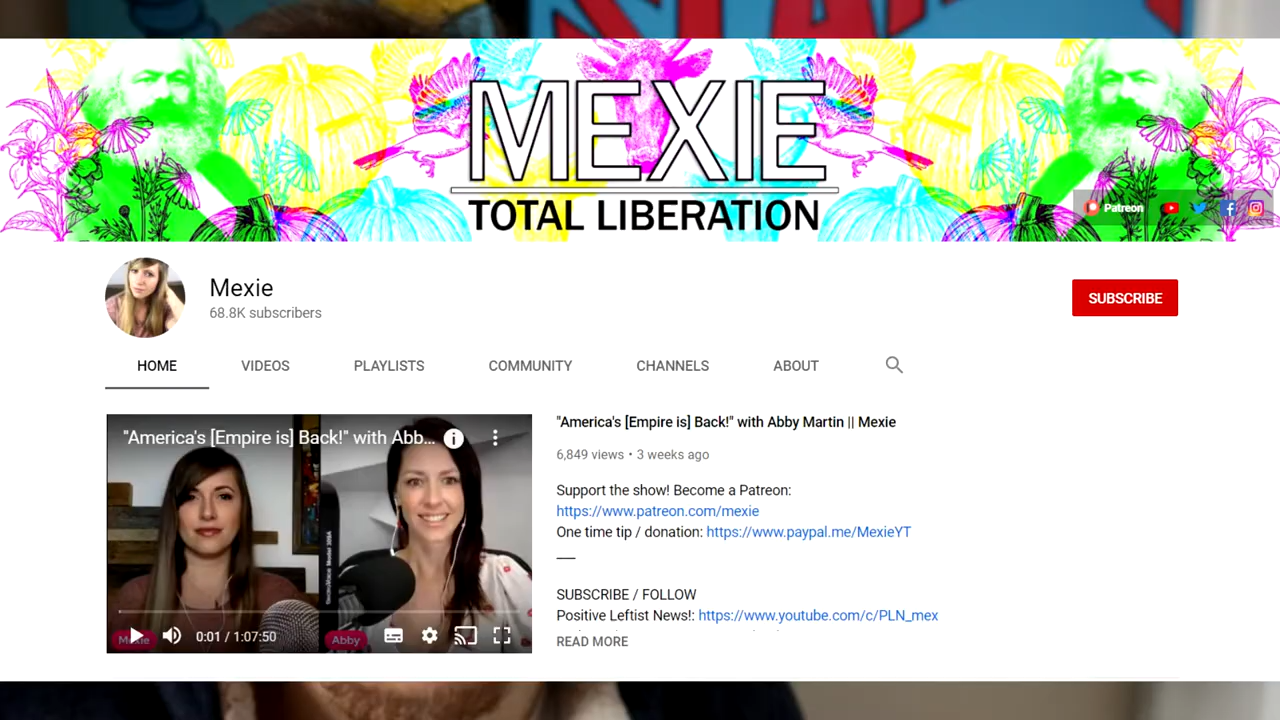 MEXIE
TOTAL LIBERATION
Patreon
Mexie
68.8K subscribers
SUBSCRIBE
HOME VIDEOS PLAYLISTS COMMUNITY CHANNELS ABOUT
"America's [Empire is] Back!" with Abb...
Mexie
Abby
0:01 / 1:07:50
"America's [Empire is] Back!" with Abby Martin || Mexie
6,849 views • 3 weeks ago
Support the show! Become a Patreon:
https://www.patreon.com/mexie
One time tip / donation: https://www.paypal.me/MexieYT
___
SUBSCRIBE / FOLLOW
Positive Leftist News!: https://www.youtube.com/c/PLN_mex
READ MORE